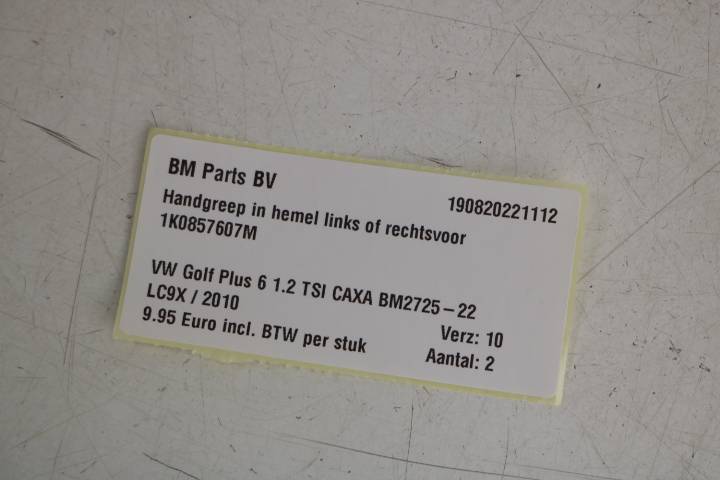 BM Parts BV
190820221112
Handgreep in hemel links of rechtsvoor
1K0857607M
VW Golf Plus 6 1.2 TSI CAXA BM2725-22
LC9X / 2010
Verz: 10
9.95 Euro incl. BTW per stuk
Aantal: 2